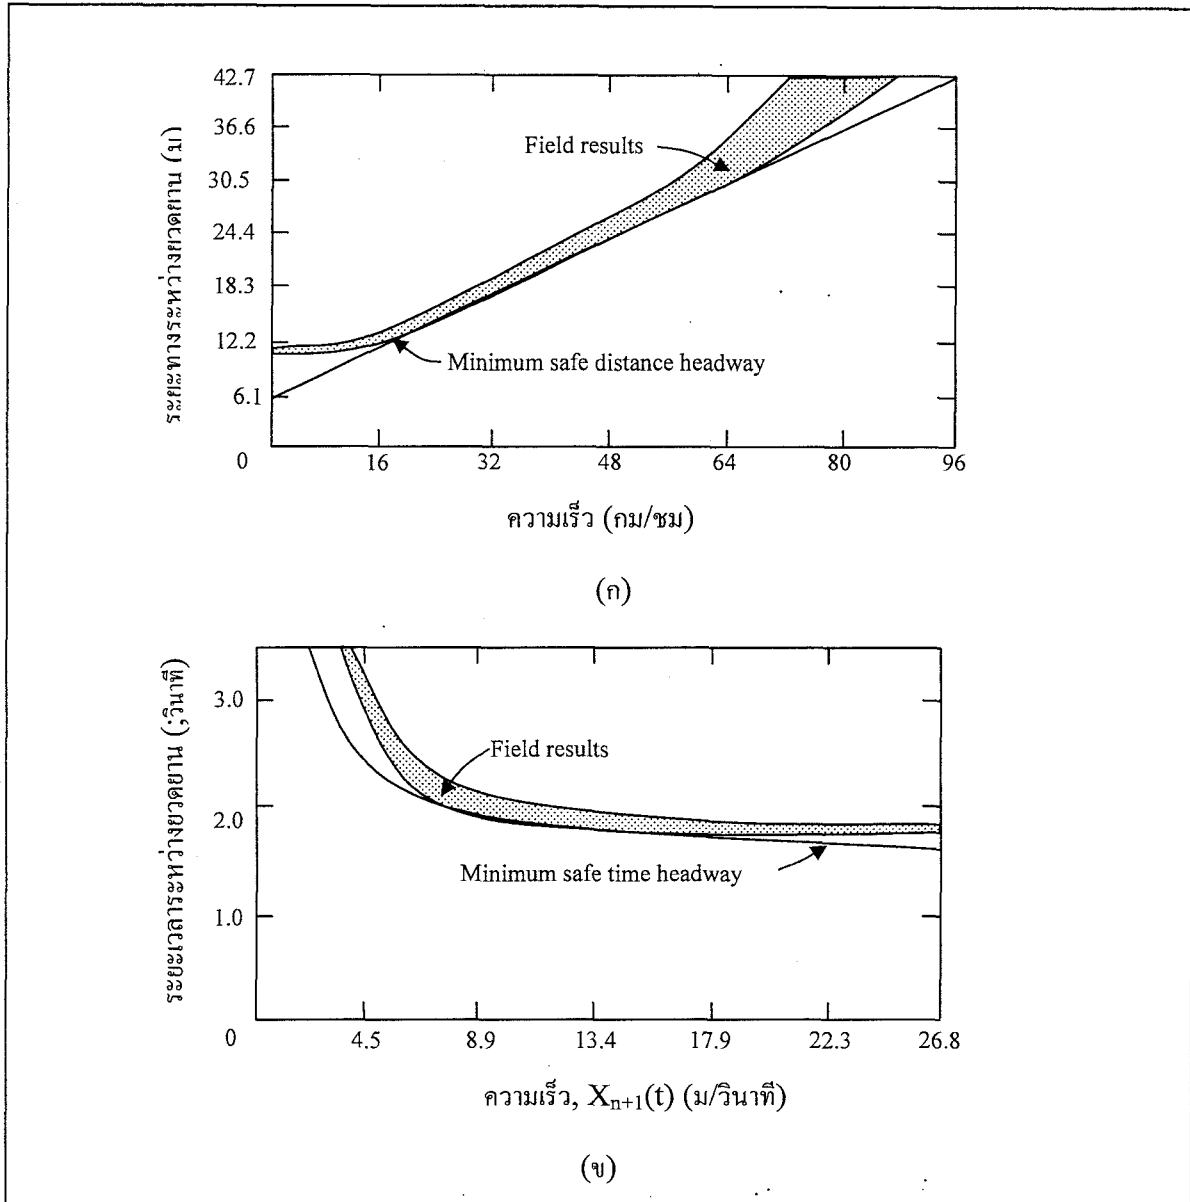 42.7
36.6
30.5
24.4
18.3
12.2
6.1
0
ระยะทางระหว่างยวดยาน (ม)
Field results
Minimum safe distance headway
16 32 48 64 80 96
ความเร็ว (กม/ชม)
(ก)
3.0
2.0
1.0
0
ระยะเวลาระหว่างยวดยาน (;วินาที)
Field results
Minimum safe time headway
4.5 8.9 13.4 17.9 22.3 26.8
ความเร็ว, Xn+1(t) (ม/วินาที)
(ข)